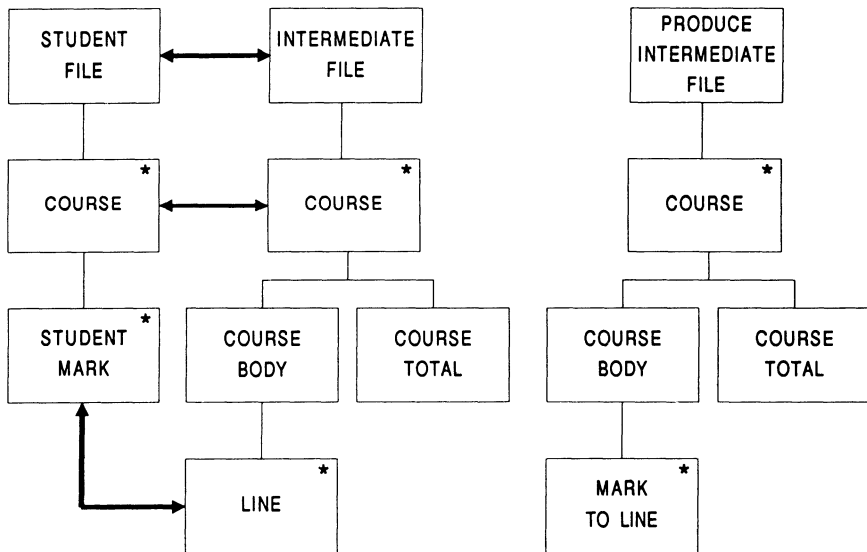 STUDENT
FILE
INTERMEDIATE
FILE
PRODUCE
INTERMEDIATE
FILE
*
COURSE
*
COURSE
*
COURSE
*
STUDENT
MARK
COURSE
BODY
COURSE
TOTAL
COURSE
BODY
COURSE
TOTAL
*
LINE
*
MARK
TO LINE